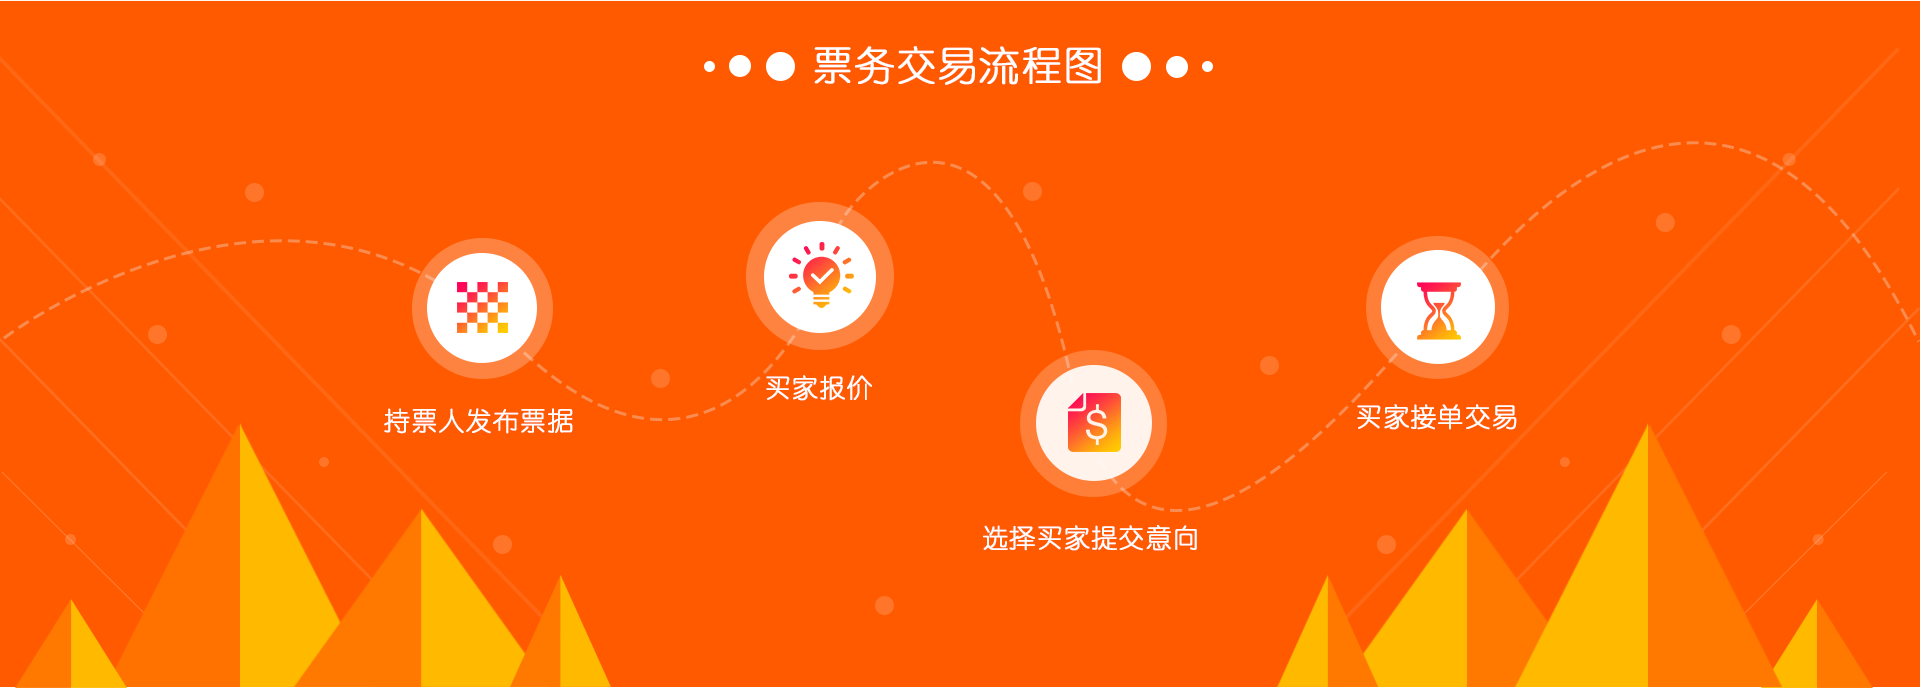 票务交易流程图
持票人发布票据
买家报价
选择买家提交意向
买家接单交易